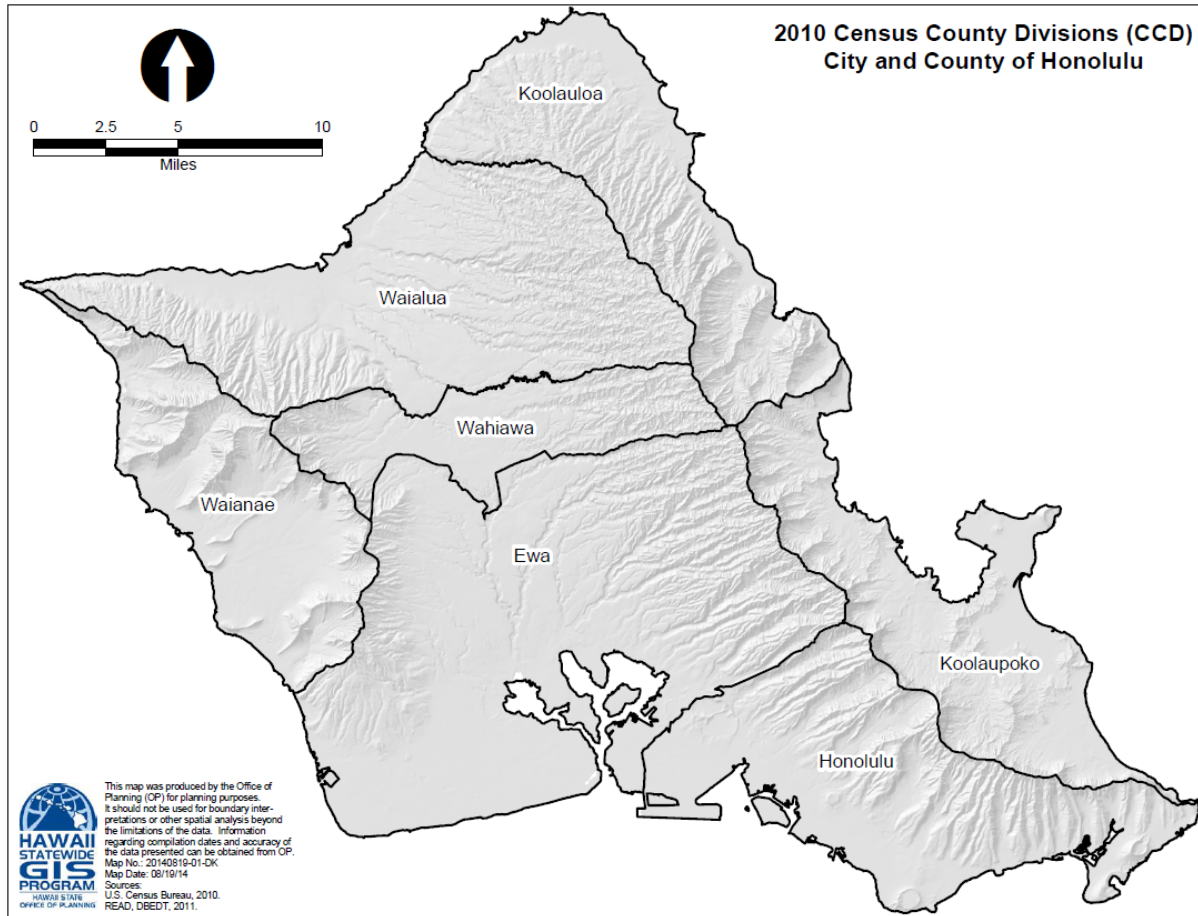 2010 Census County Divisions (CCD)
City and County of Honolulu
0 2.5 5 10
Miles
Koolauloa
Waialua
Wahiawa
Waianae
Ewa
Koolaupoko
Honolulu
HAWAII
STATEWIDE
GIS
PROGRAM
HAWAII STATE
OFFICE OF PLANNING
This map was produced by the Office of
Planning (OP) for planning purposes.
It should not be used for boundary inter-
pretations or other spatial analysis beyond
the limitations of the data. Information
regarding compilation dates and accuracy of
the data presented can be obtained from OP.
Map No.: 20140819-01-DK
Map Date: 08/19/14
Sources:
U.S. Census Bureau, 2010.
READ, DBEDT, 2011.